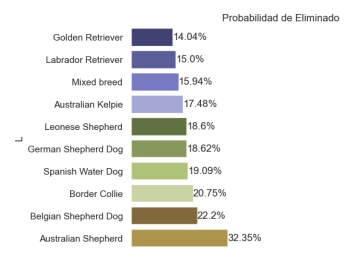 Probabilidad de Eliminado
Golden Retriever 14.04%
Labrador Retriever 15.0%
Mixed breed 15.94%
Australian Kelpie 17.48%
Leonese Shepherd 18.6%
German Shepherd Dog 18.62%
Spanish Water Dog 19.09%
Border Collie 20.75%
Belgian Shepherd Dog 22.2%
Australian Shepherd 32.35%